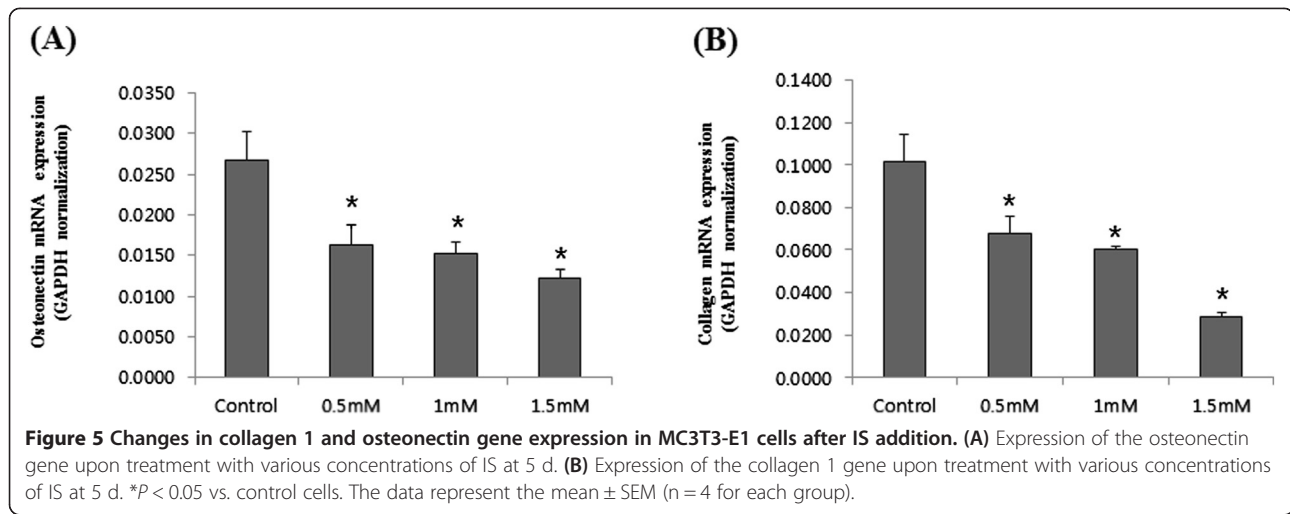 (A)
0.0350
0.0300
0.0250
0.0200
0.0150
0.0100
0.0050
0.0000
Osteonectin mRNA expression
(GAPDH normalization)
*
*
*
Control 0.5mM 1mM 1.5mM
(B)
0.1400
0.1200
0.1000
0.0800
0.0600
0.0400
0.0200
0.0000
Collagen mRNA expression
(GAPDH normalization)
*
*
*
Control 0.5mM 1mM 1.5mM
Figure 5 Changes in collagen 1 and osteonectin gene expression in MC3T3-E1 cells after IS addition. (A) Expression of the osteonectin
gene upon treatment with various concentrations of IS at 5 d. (B) Expression of the collagen 1 gene upon treatment with various concentrations
of IS at 5 d. *P < 0.05 vs. control cells. The data represent the mean ± SEM (n = 4 for each group).